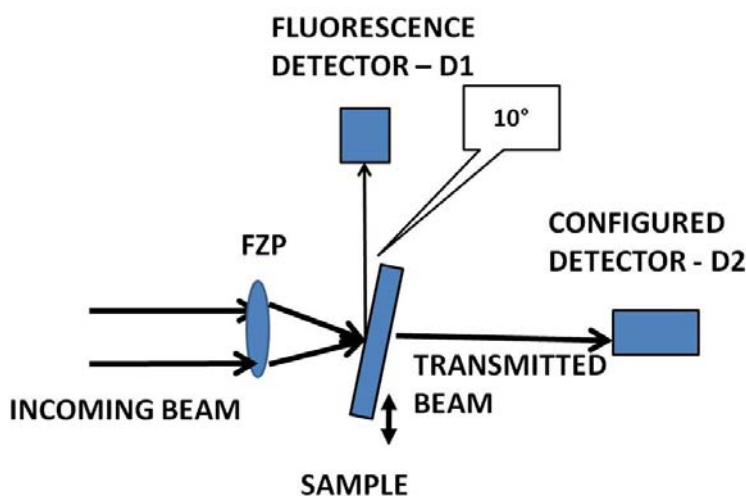 FLUORESCENCE
DETECTOR – D1
10°
FZP
CONFIGURED
DETECTOR - D2
INCOMING BEAM
TRANSMITTED
BEAM
SAMPLE